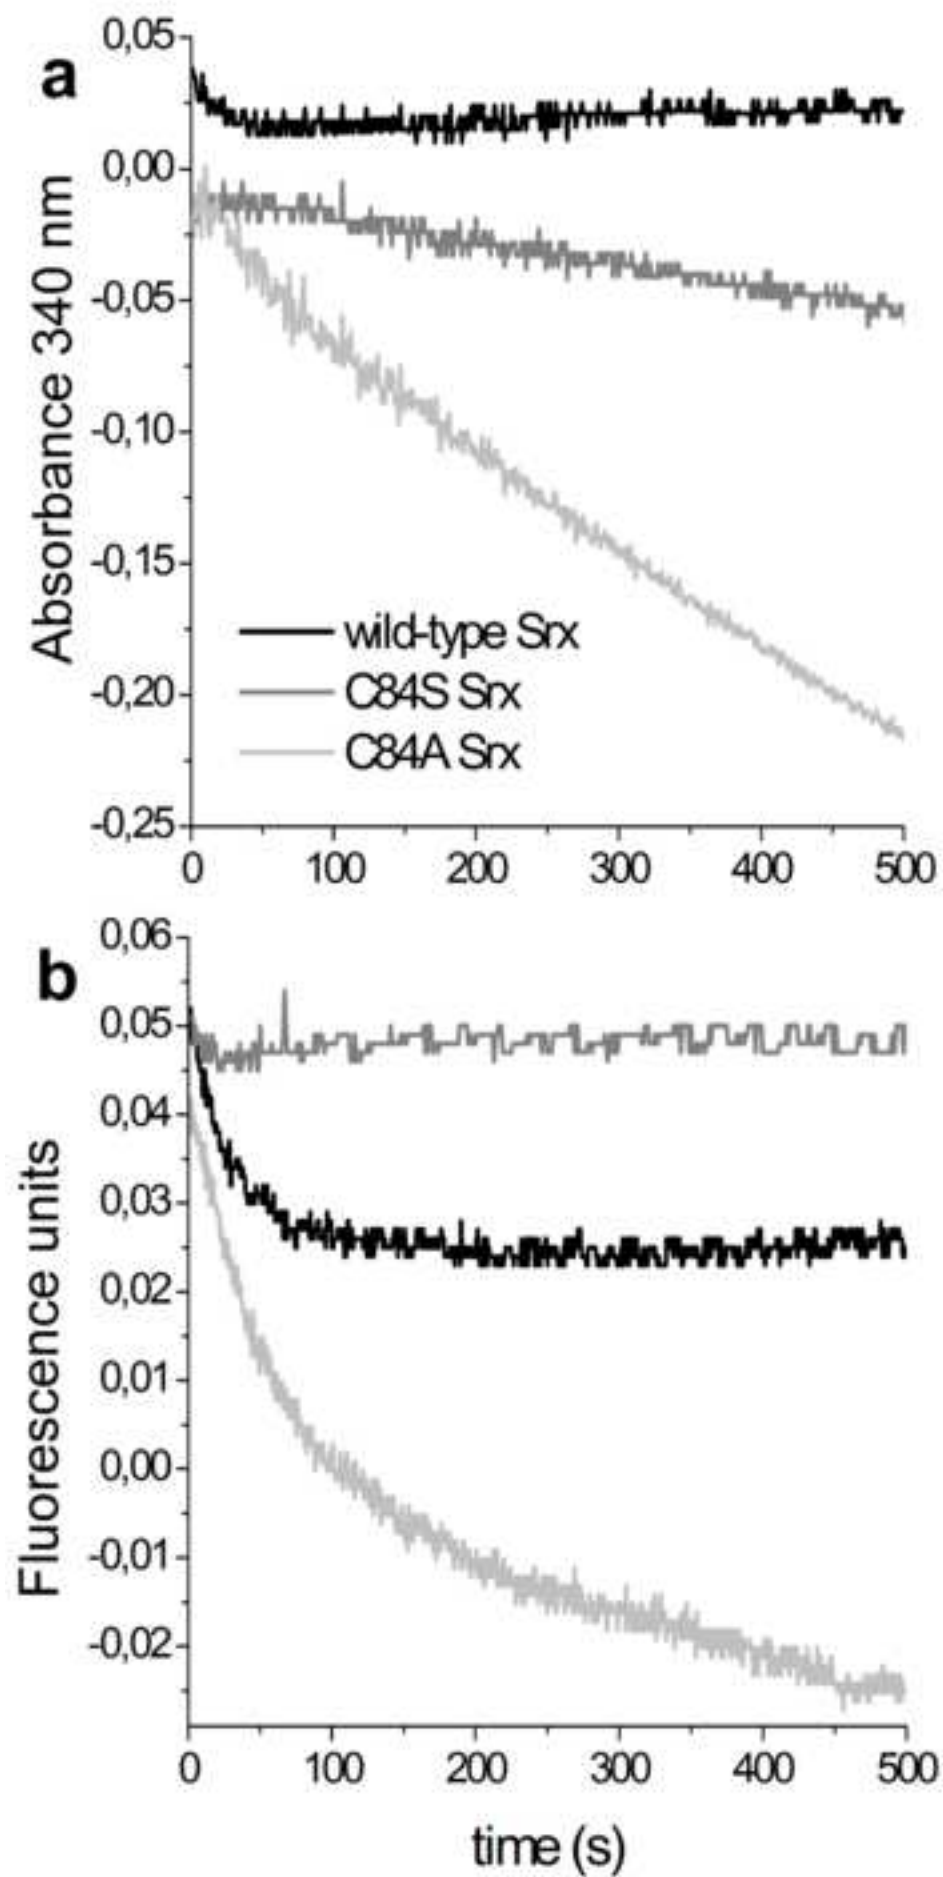 a
Absorbance 340 nm
0,05
0,00
-0,05
-0,10
-0,15
-0,20
-0,25
wild-type Srx
C84S Srx
C84A Srx
0 100 200 300 400 500
b
Fluorescence units
0,06
0,05
0,04
0,03
0,02
0,01
0,00
-0,01
-0,02
0 100 200 300 400 500
time (s)